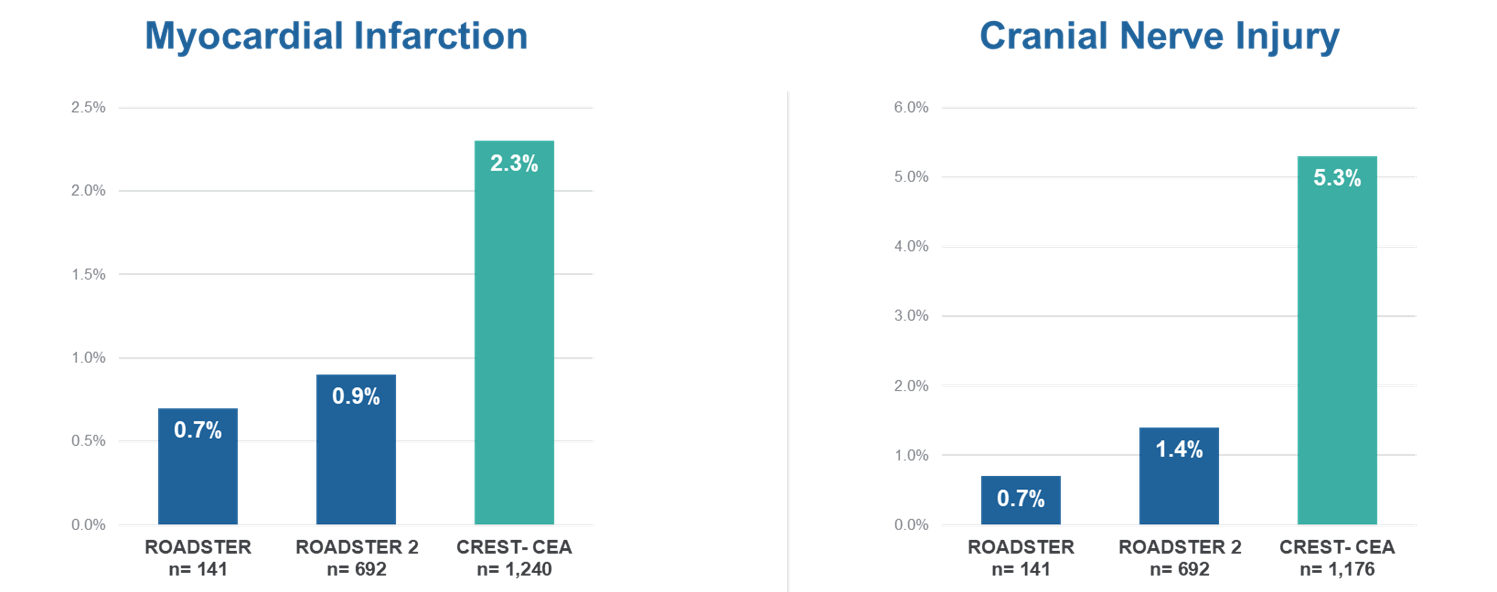 Myocardial Infarction
2.5%
2.0%
1.5%
1.0%
0.5%
0.0%
0.7%
0.9%
2.3%
ROADSTER
n= 141
ROADSTER 2
n= 692
CREST- CEA
n= 1,240
Cranial Nerve Injury
6.0%
5.0%
4.0%
3.0%
2.0%
1.0%
0.0%
0.7%
1.4%
5.3%
ROADSTER
n= 141
ROADSTER 2
n= 692
CREST- CEA
n= 1,176